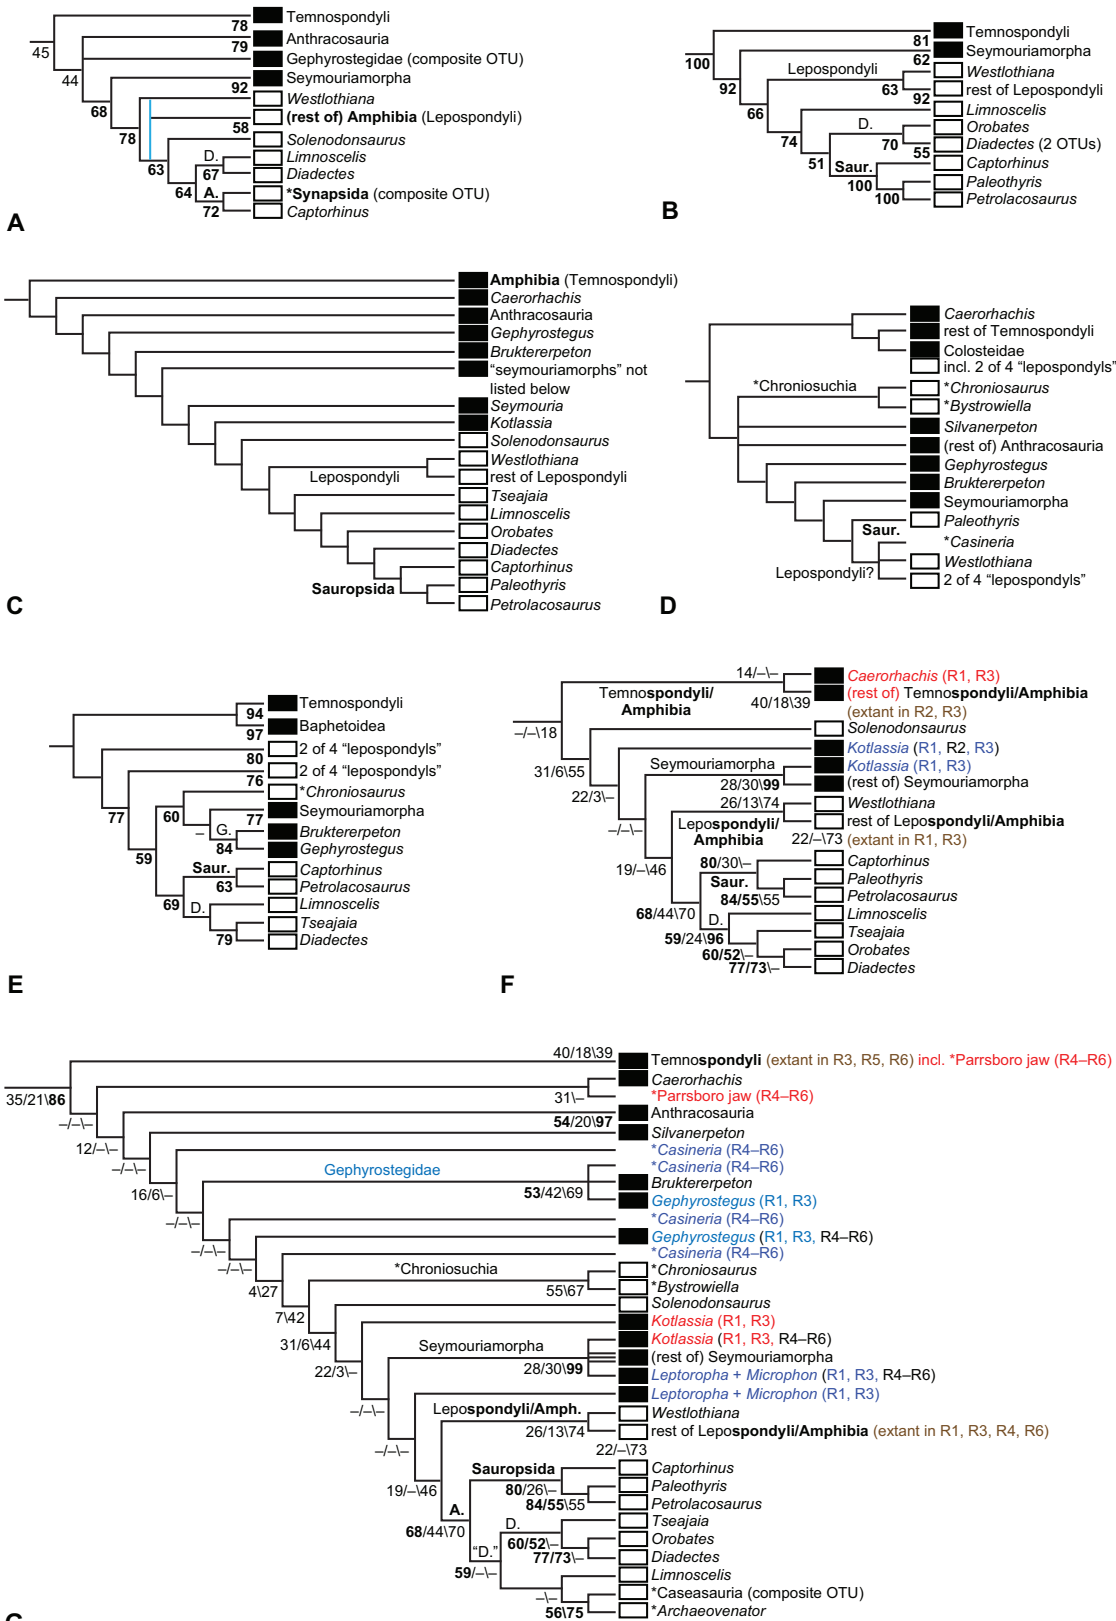 Temnospondyli
78
45
Anthracosauria
79
Gephyrostegidae (composite OTU)
44
Seymouriamorpha
92
68
Westlothiana
(rest of) Amphibia (Lepospondyli)
58
78
Solenodonsaurus
63
D.
Limnoscelis
67
Diadectes
64
A.
*Synapsida (composite OTU)
72
Captorhinus
A
Temnospondyli
81
100
Seymouriamorpha
62
92
Lepospondyli
Westlothiana
63
rest of Lepospondyli
92
66
Limnoscelis
74
D.
Orobates
70
Diadectes (2 OTUs)
55
51
Saur.
Captorhinus
100
Paleothyris
100
Petrolacosaurus
B
Amphibia (Temnospondyli)
Caerorhachis
Anthracosauria
Gephyrostegus
Bruktererpeton
"seymouriamorphs" not
listed below
Seymouria
Kotlassia
Solenodonsaurus
Westlothiana
Lepospondyli
rest of Lepospondyli
Tseajaia
Limnoscelis
Orobates
Diadectes
Captorhinus
Sauropsida
Paleothyris
Petrolacosaurus
C
Caerorhachis
rest of Temnospondyli
Colosteidae
incl. 2 of 4 "lepospondyls"
*Chroniosuchia
*Chroniosaurus
*Bystrowiella
Silvanerpeton
(rest of) Anthracosauria
Gephyrostegus
Bruktererpeton
Seymouriamorpha
Paleothyris
Saur.
*Casineria
Westlothiana
Lepospondyli?
2 of 4 "lepospondyls"
D
Temnospondyli
94
Baphetoidea
97
2 of 4 "lepospondyls"
80
2 of 4 "lepospondyls"
76
77
*Chroniosaurus
60
Seymouriamorpha
77
–
G.
Bruktererpeton
84
Gephyrostegus
59
Saur.
Captorhinus
63
Petrolacosaurus
69
D.
Limnoscelis
Tseajaia
79
Diadectes
E
14/–\–
Caerorhachis (R1, R3)
Temnospondyli/
Amphibia
40/18\39
(rest of) Temnospondyli/Amphibia
(extant in R2, R3)
–/–\18
Solenodonsaurus
31/6\55
Kotlassia (R1, R2, R3)
22/3\–
Seymouriamorpha
Kotlassia (R1, R3)
28/30\99
(rest of) Seymouriamorpha
–/–\–
26/13\74
Westlothiana
Lepospondyli/
Amphibia
rest of Lepospondyli/Amphibia
22/–\73
(extant in R1, R3)
19/–\46
80/30\–
Captorhinus
Saur.
Paleothyris
84/55\55
Petrolacosaurus
68/44\70
D.
Limnoscelis
59/24\96
Tseajaia
60/52\–
Orobates
77/73\–
Diadectes
F
40/18\39
Temnospondyli (extant in R3, R5, R6) incl. *Parrsboro jaw (R4–R6)
35/21\86
Caerorhachis
31\–
*Parrsboro jaw (R4–R6)
–/–\–
54/20\97
Anthracosauria
12/–\–
Silvanerpeton
–/–\–
*Casineria (R4–R6)
16/6\–
*Casineria (R4–R6)
Gephyrostegidae
Bruktererpeton
53/42\69
Gephyrostegus (R1, R3)
–/–\–
*Casineria (R4–R6)
–/–\–
Gephyrostegus (R1, R3, R4–R6)
*Casineria (R4–R6)
4\27
*Chroniosuchia
*Chroniosaurus
55\67
*Bystrowiella
7\42
Solenodonsaurus
31/6\44
Kotlassia (R1, R3)
22/3\–
Seymouriamorpha
Kotlassia (R1, R3, R4–R6)
(rest of) Seymouriamorpha
28/30\99
Leptoropha + Microphon (R1, R3, R4–R6)
–/–\–
Leptoropha + Microphon (R1, R3)
–/–\–
Lepospondyli/Amph.
Westlothiana
26/13\74
rest of Lepospondyli/Amphibia (extant in R1, R3, R4, R6)
22/–\73
19/–\46
Sauropsida
Captorhinus
80/26\–
Paleothyris
84/55\55
Petrolacosaurus
A.
68/44\70
D.
Tseajaia
60/52\–
Orobates
77/73\–
Diadectes
"D."
59/–\–
Limnoscelis
–\–
*Caseasauria (composite OTU)
56\75
*Archaeovenator